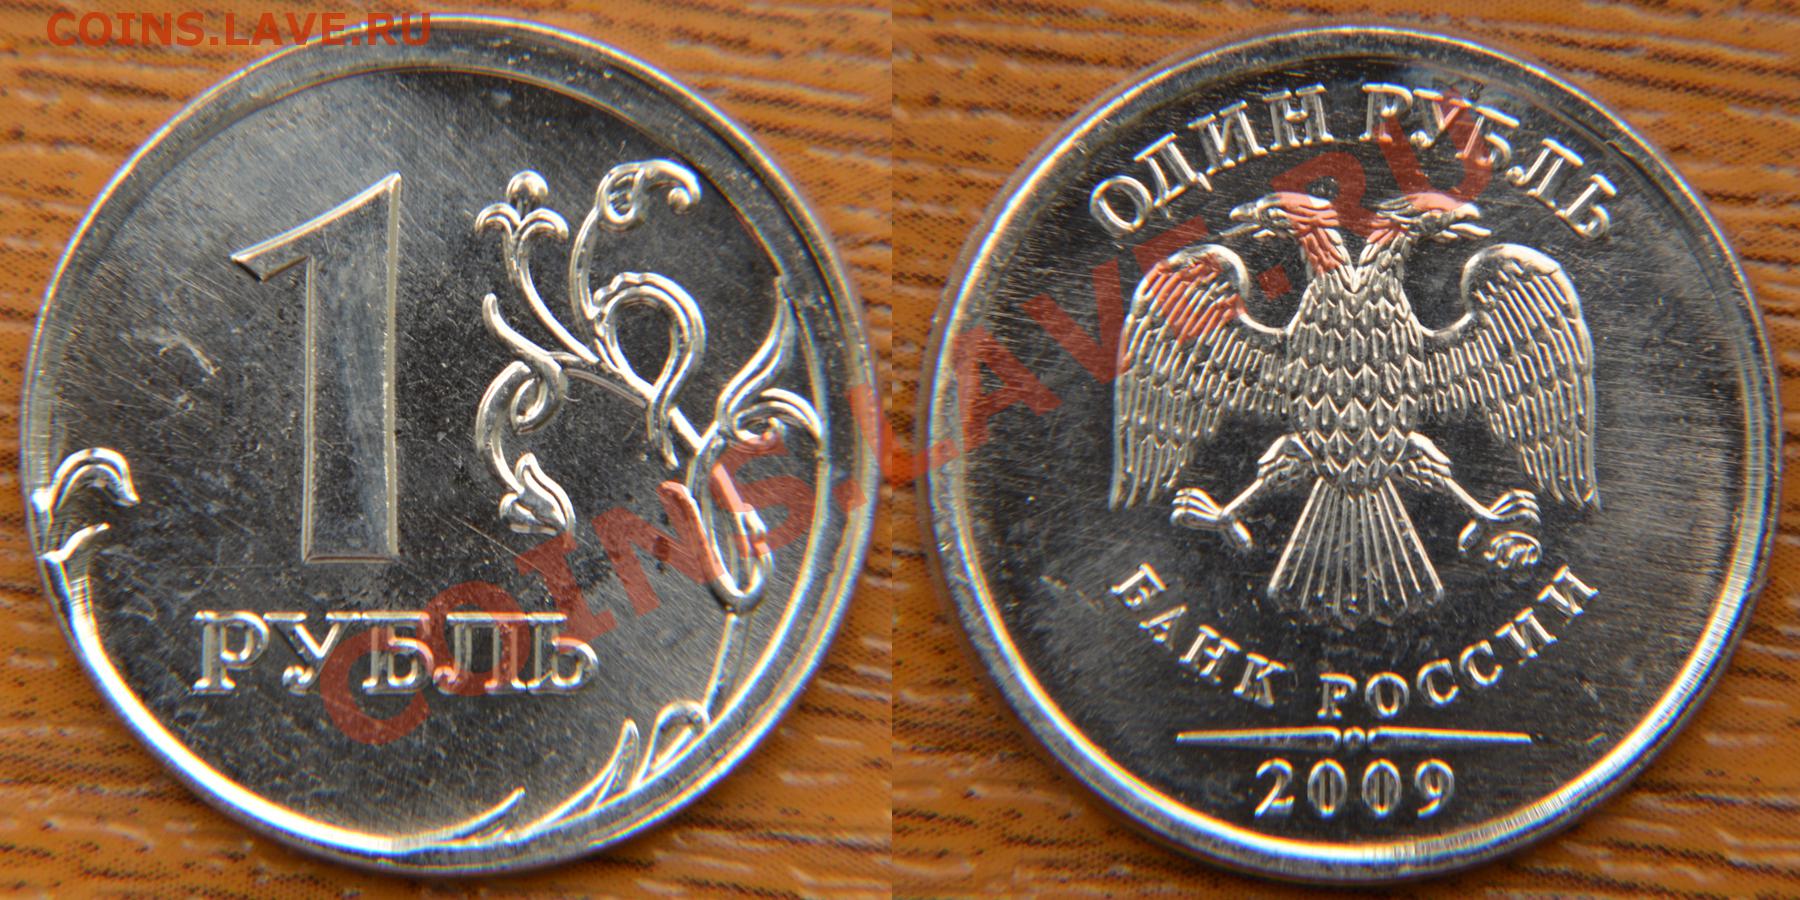 COINS.LAVE.RU
1
РУБЛЬ
ОДИН РУБЛЬ
БАНК РОССИИ
2009
COINS.LAVE.RU